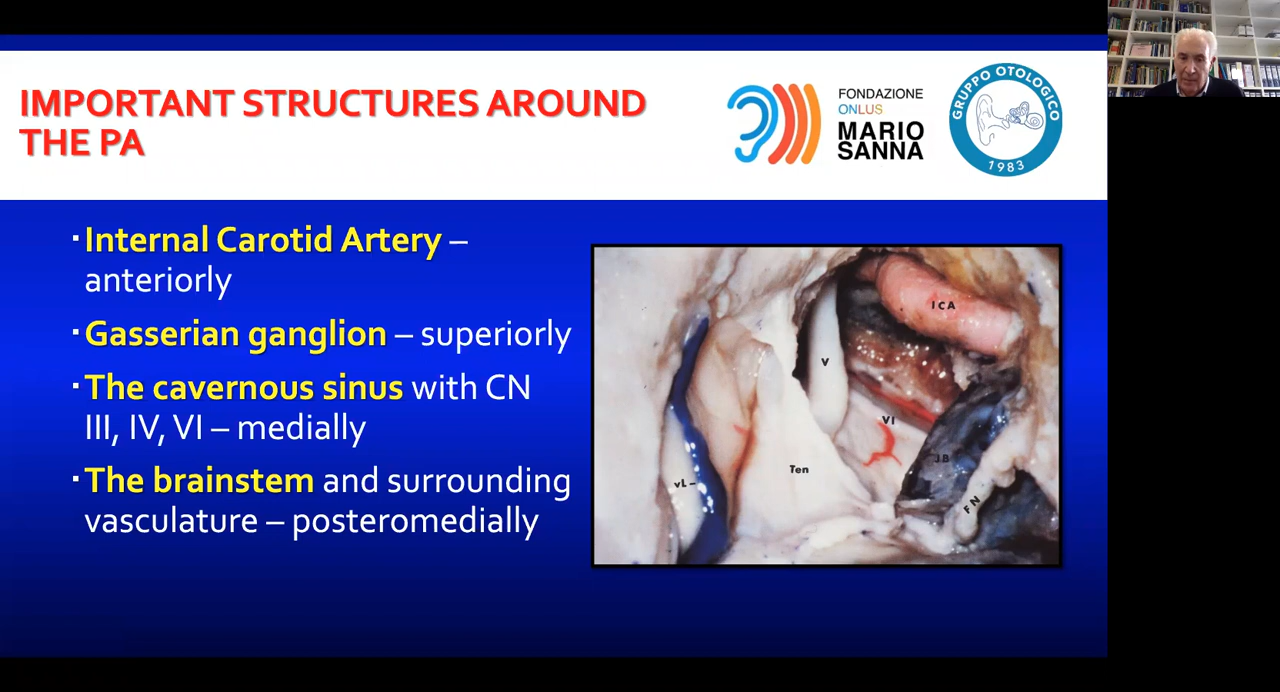 IMPORTANT STRUCTURES AROUND
THE PA
FONDAZIONE
ONLUS
MARIO
SANNA
GRUPPO OTOLOGICO
1983
▪Internal Carotid Artery –
anteriorly
▪Gasserian ganglion – superiorly
▪The cavernous sinus with CN
III, IV, VI – medially
▪The brainstem and surrounding
vasculature – posteromedially
ICA
V
VI
JB
Ten
vL–
FN